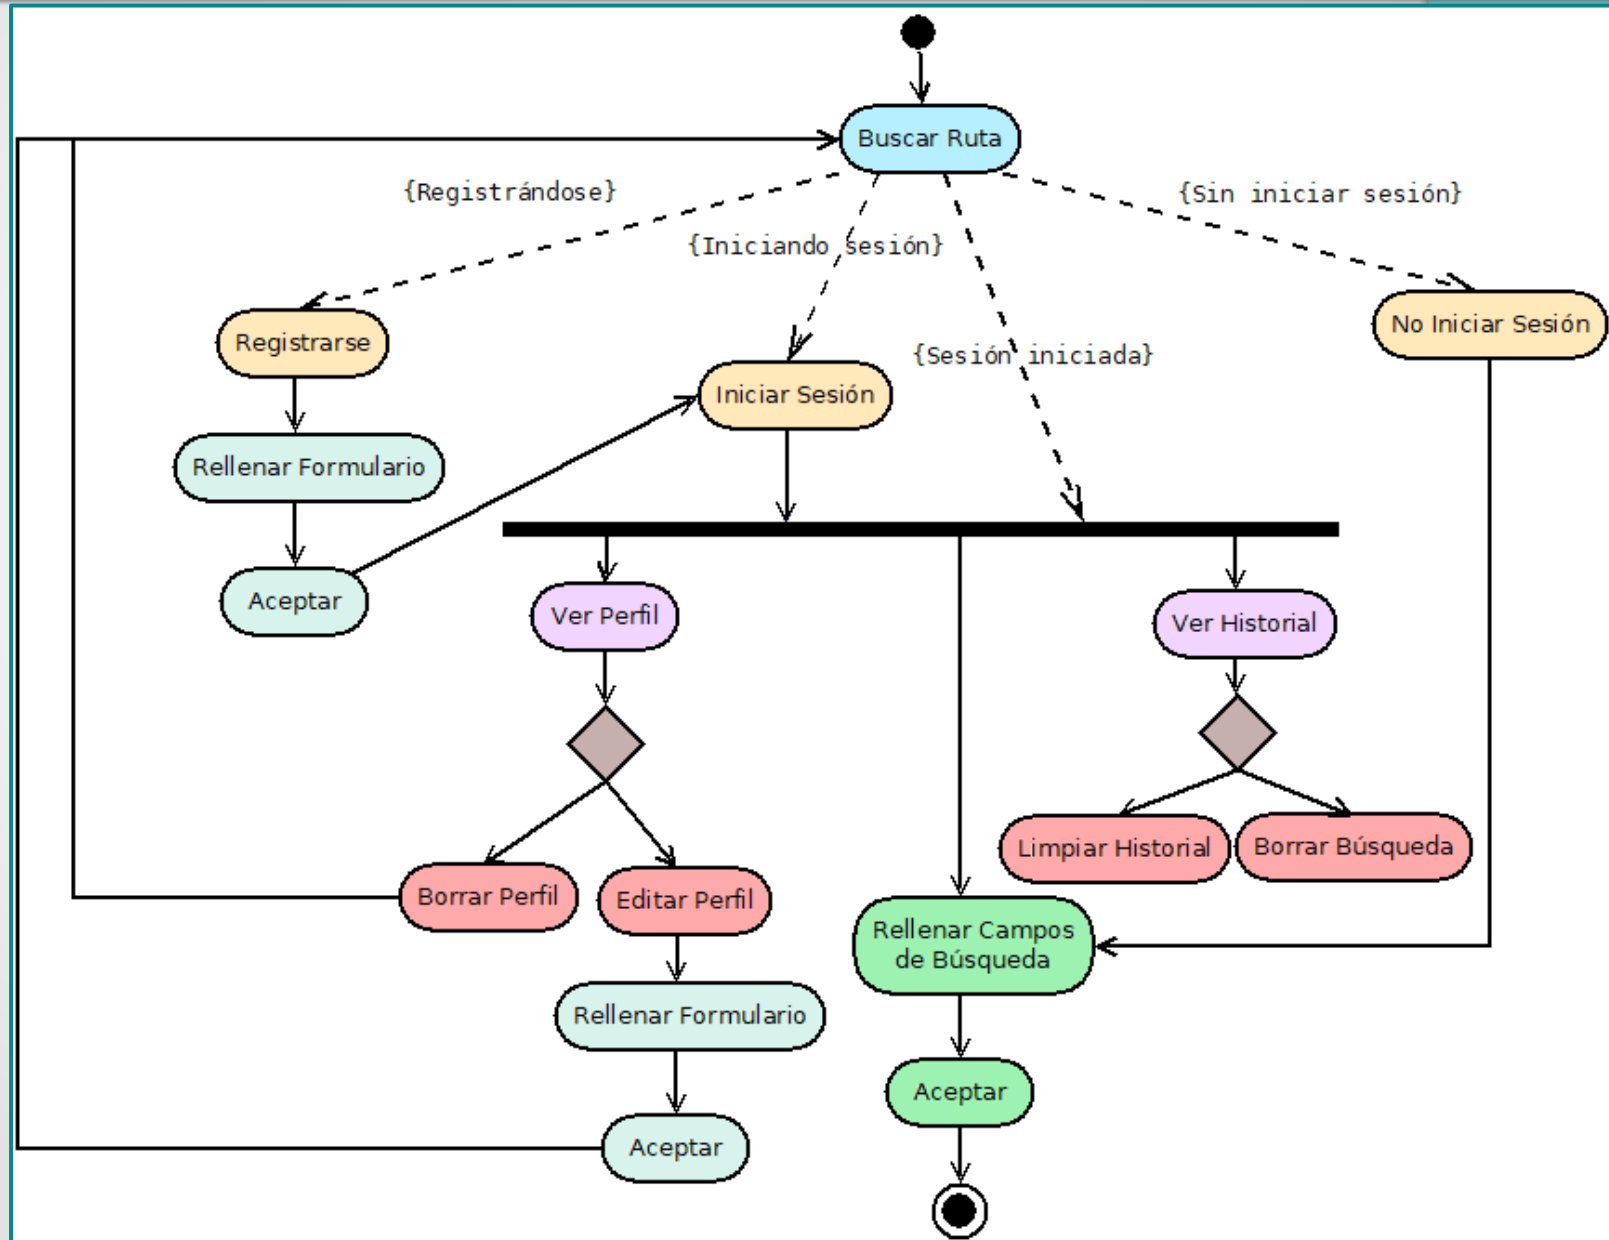 Buscar Ruta
{Registrándose}
{Sin iniciar sesión}
{Iniciando sesión}
No Iniciar Sesión
Registrarse
{Sesión iniciada}
Iniciar Sesión
Rellenar Formulario
Aceptar
Ver Perfil
Ver Historial
Limpiar Historial
Borrar Búsqueda
Borrar Perfil
Editar Perfil
Rellenar Campos
de Búsqueda
Rellenar Formulario
Aceptar
Aceptar